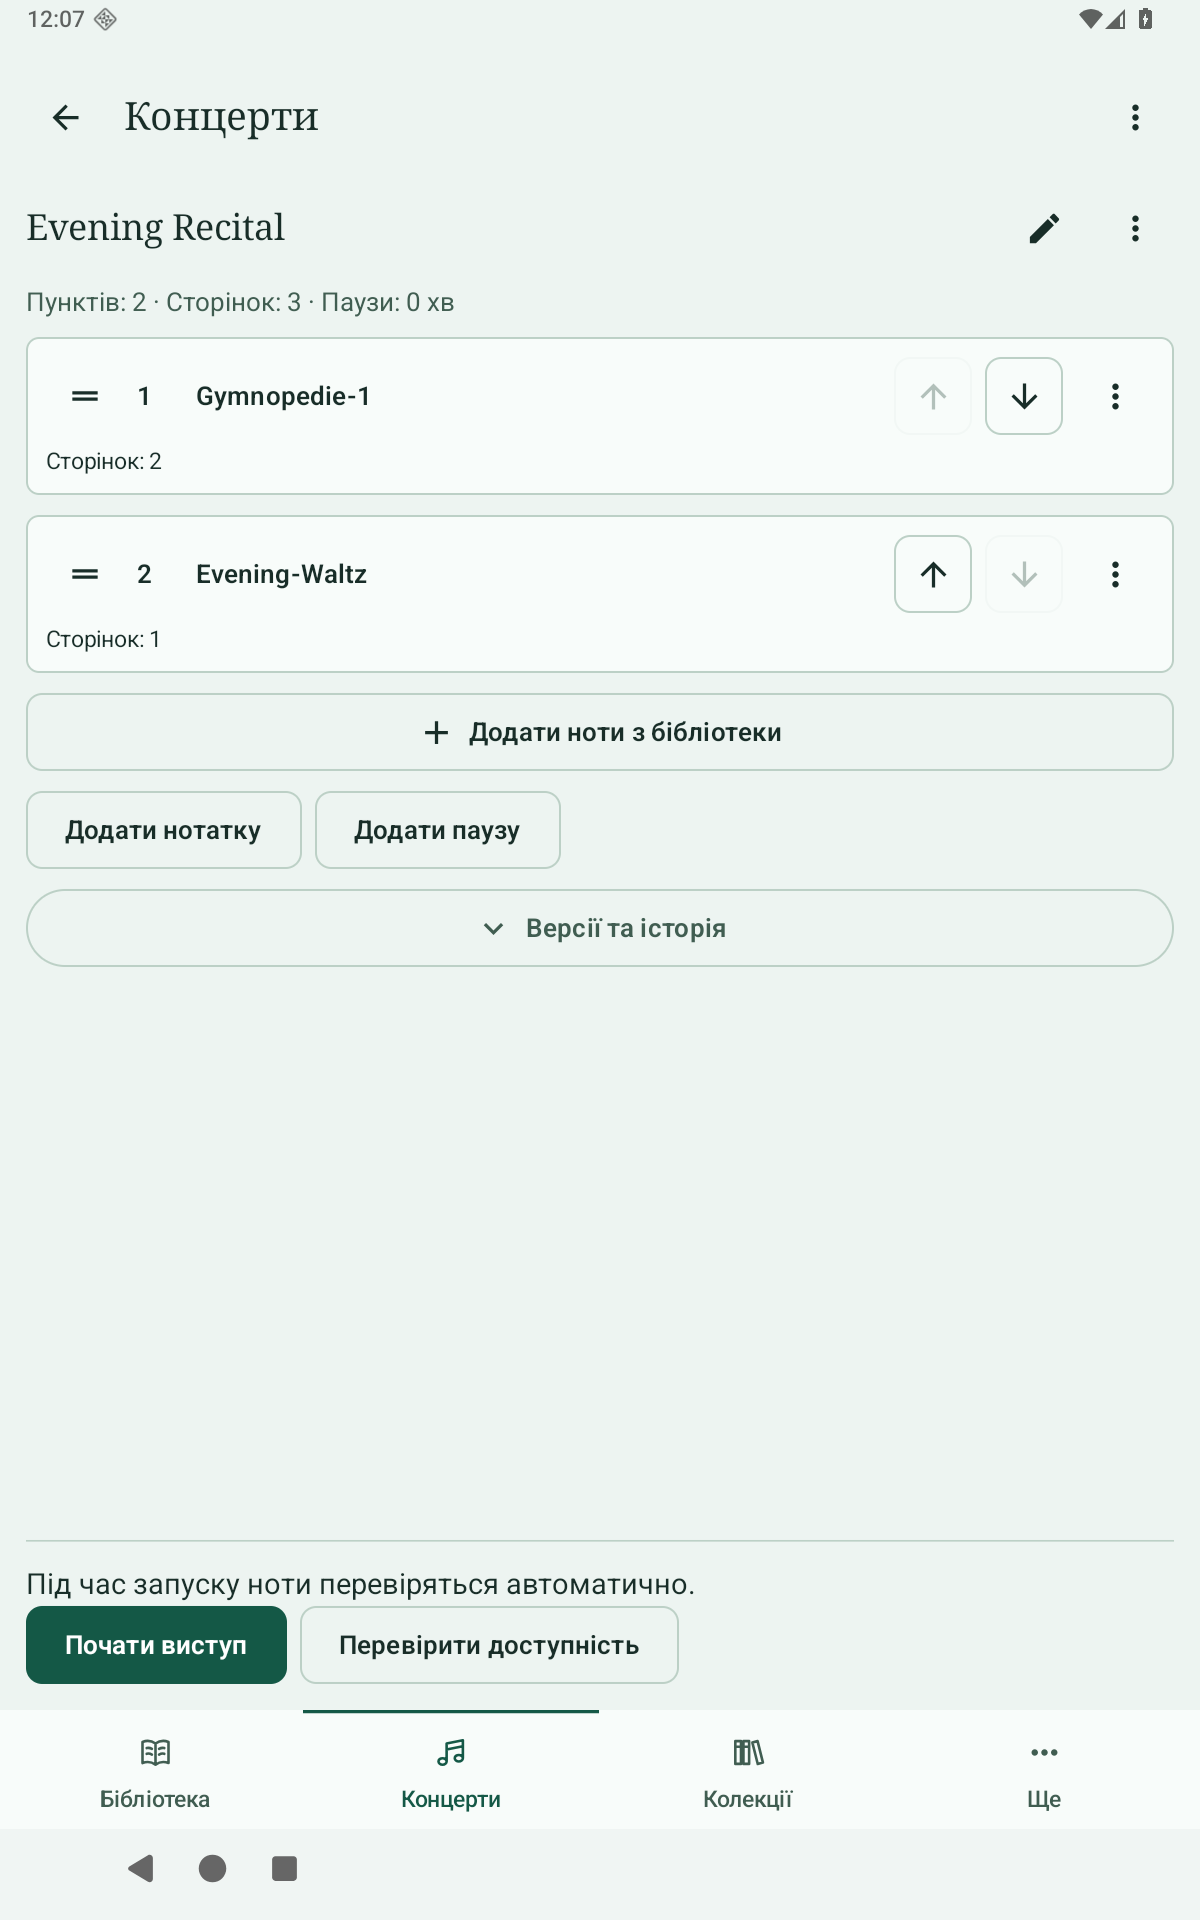 12:07
Концерти
Evening Recital
Пунктів: 2 · Сторінок: 3 · Паузи: 0 хв
1 Gymnopedie-1
Сторінок: 2
2 Evening-Waltz
Сторінок: 1
Додати ноти з бібліотеки
Додати нотатку Додати паузу
Версії та історія
Під час запуску ноти перевіряться автоматично.
Почати виступ Перевірити доступність
Бібліотека Концерти Колекції Ще